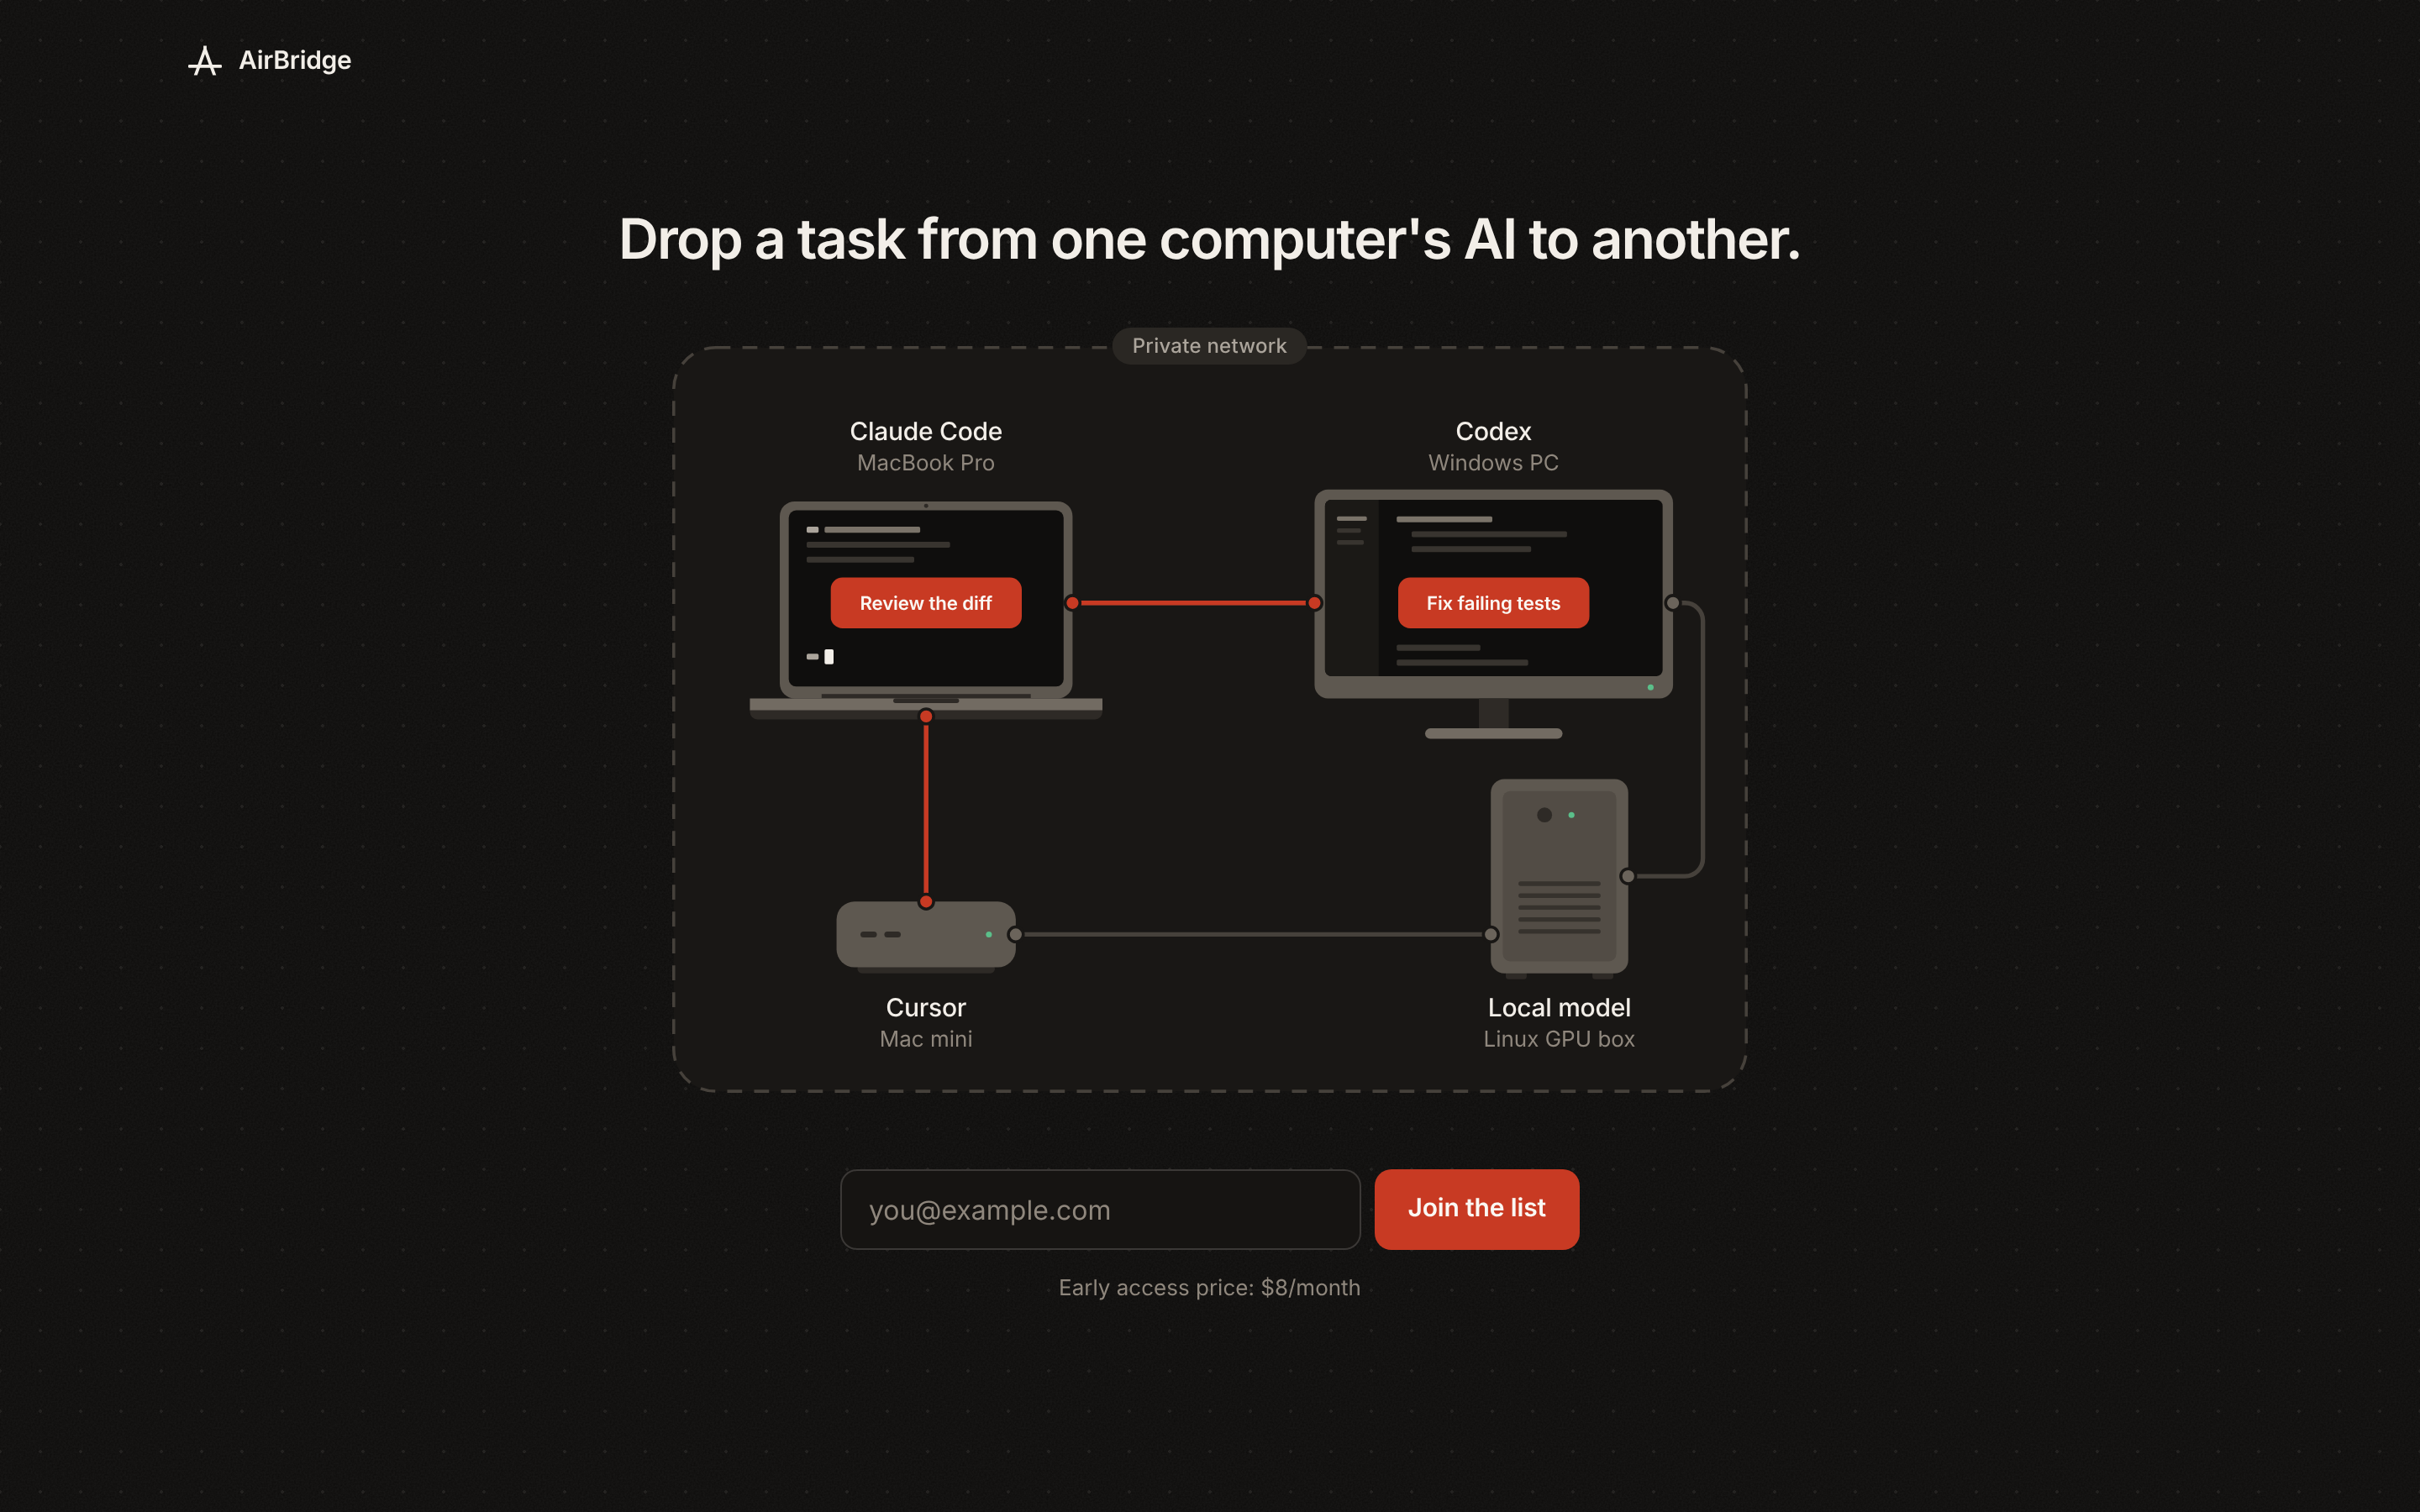 AirBridge
Drop a task from one computer's AI to another.
Private network
Claude Code
MacBook Pro
Codex
Windows PC
Review the diff
Fix failing tests
Cursor
Mac mini
Local model
Linux GPU box
you@example.com
Join the list
Early access price: $8/month